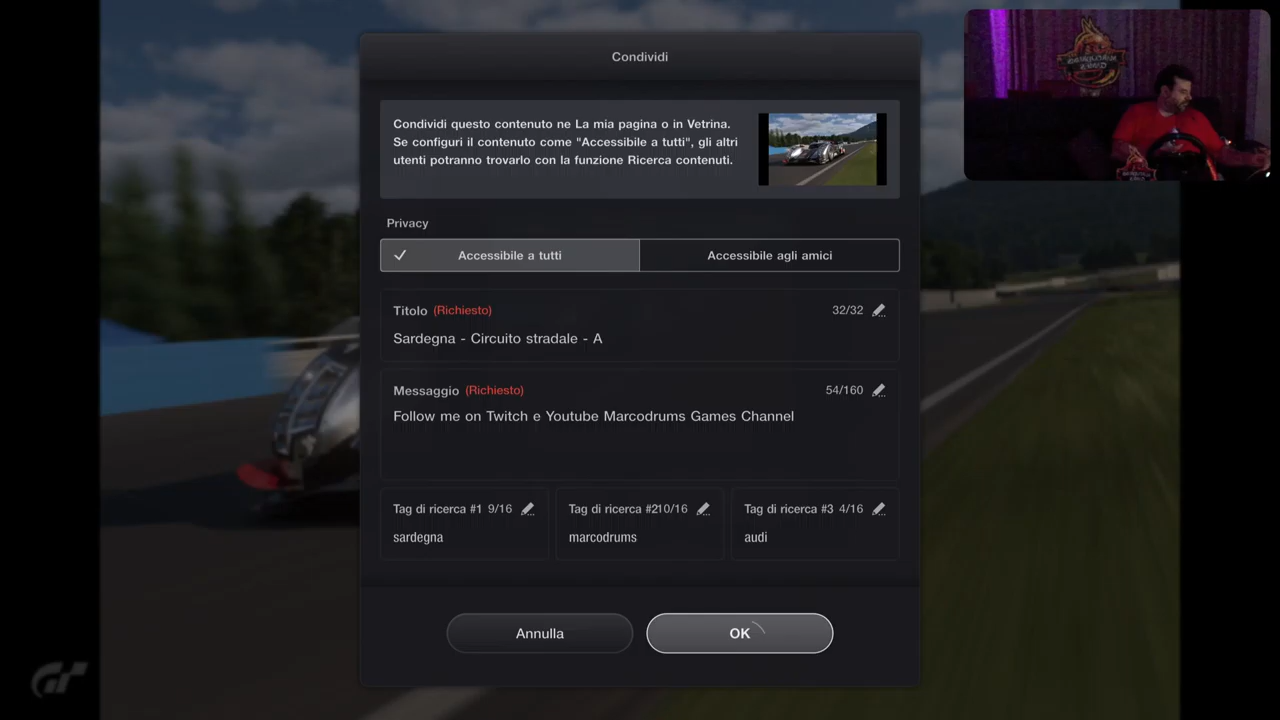 Condividi
Condividi questo contenuto ne La mia pagina o in Vetrina.
Se configuri il contenuto come "Accessibile a tutti", gli altri
utenti potranno trovarlo con la funzione Ricerca contenuti.
Privacy
Accessibile a tutti
Accessibile agli amici
Titolo (Richiesto) 32/32
Sardegna - Circuito stradale - A
Messaggio (Richiesto) 54/160
Follow me on Twitch e Youtube Marcodrums Games Channel
Tag di ricerca #1 9/16
sardegna
Tag di ricerca #2 10/16
marcodrums
Tag di ricerca #3 4/16
audi
Annulla
OK